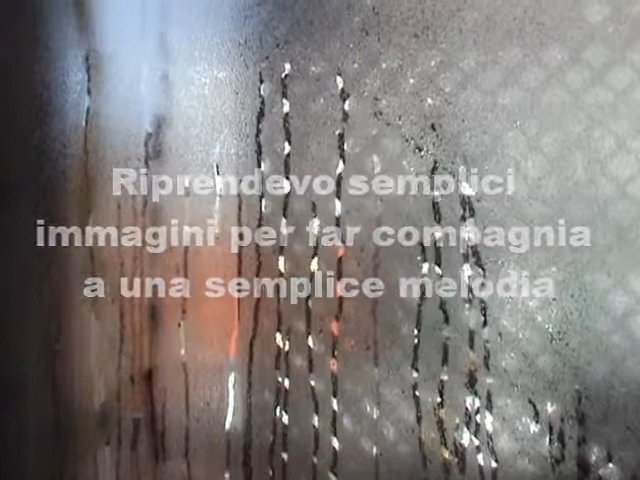 Riprendevo semplici
immagini per far compagnia
a una semplice melodia